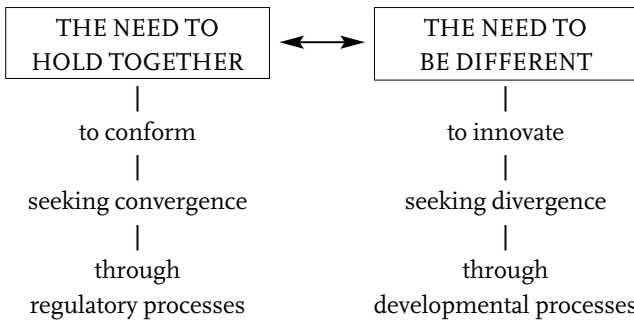 THE NEED TO
HOLD TOGETHER
to conform
seeking convergence
through
regulatory processes
THE NEED TO
BE DIFFERENT
to innovate
seeking divergence
through
developmental processes